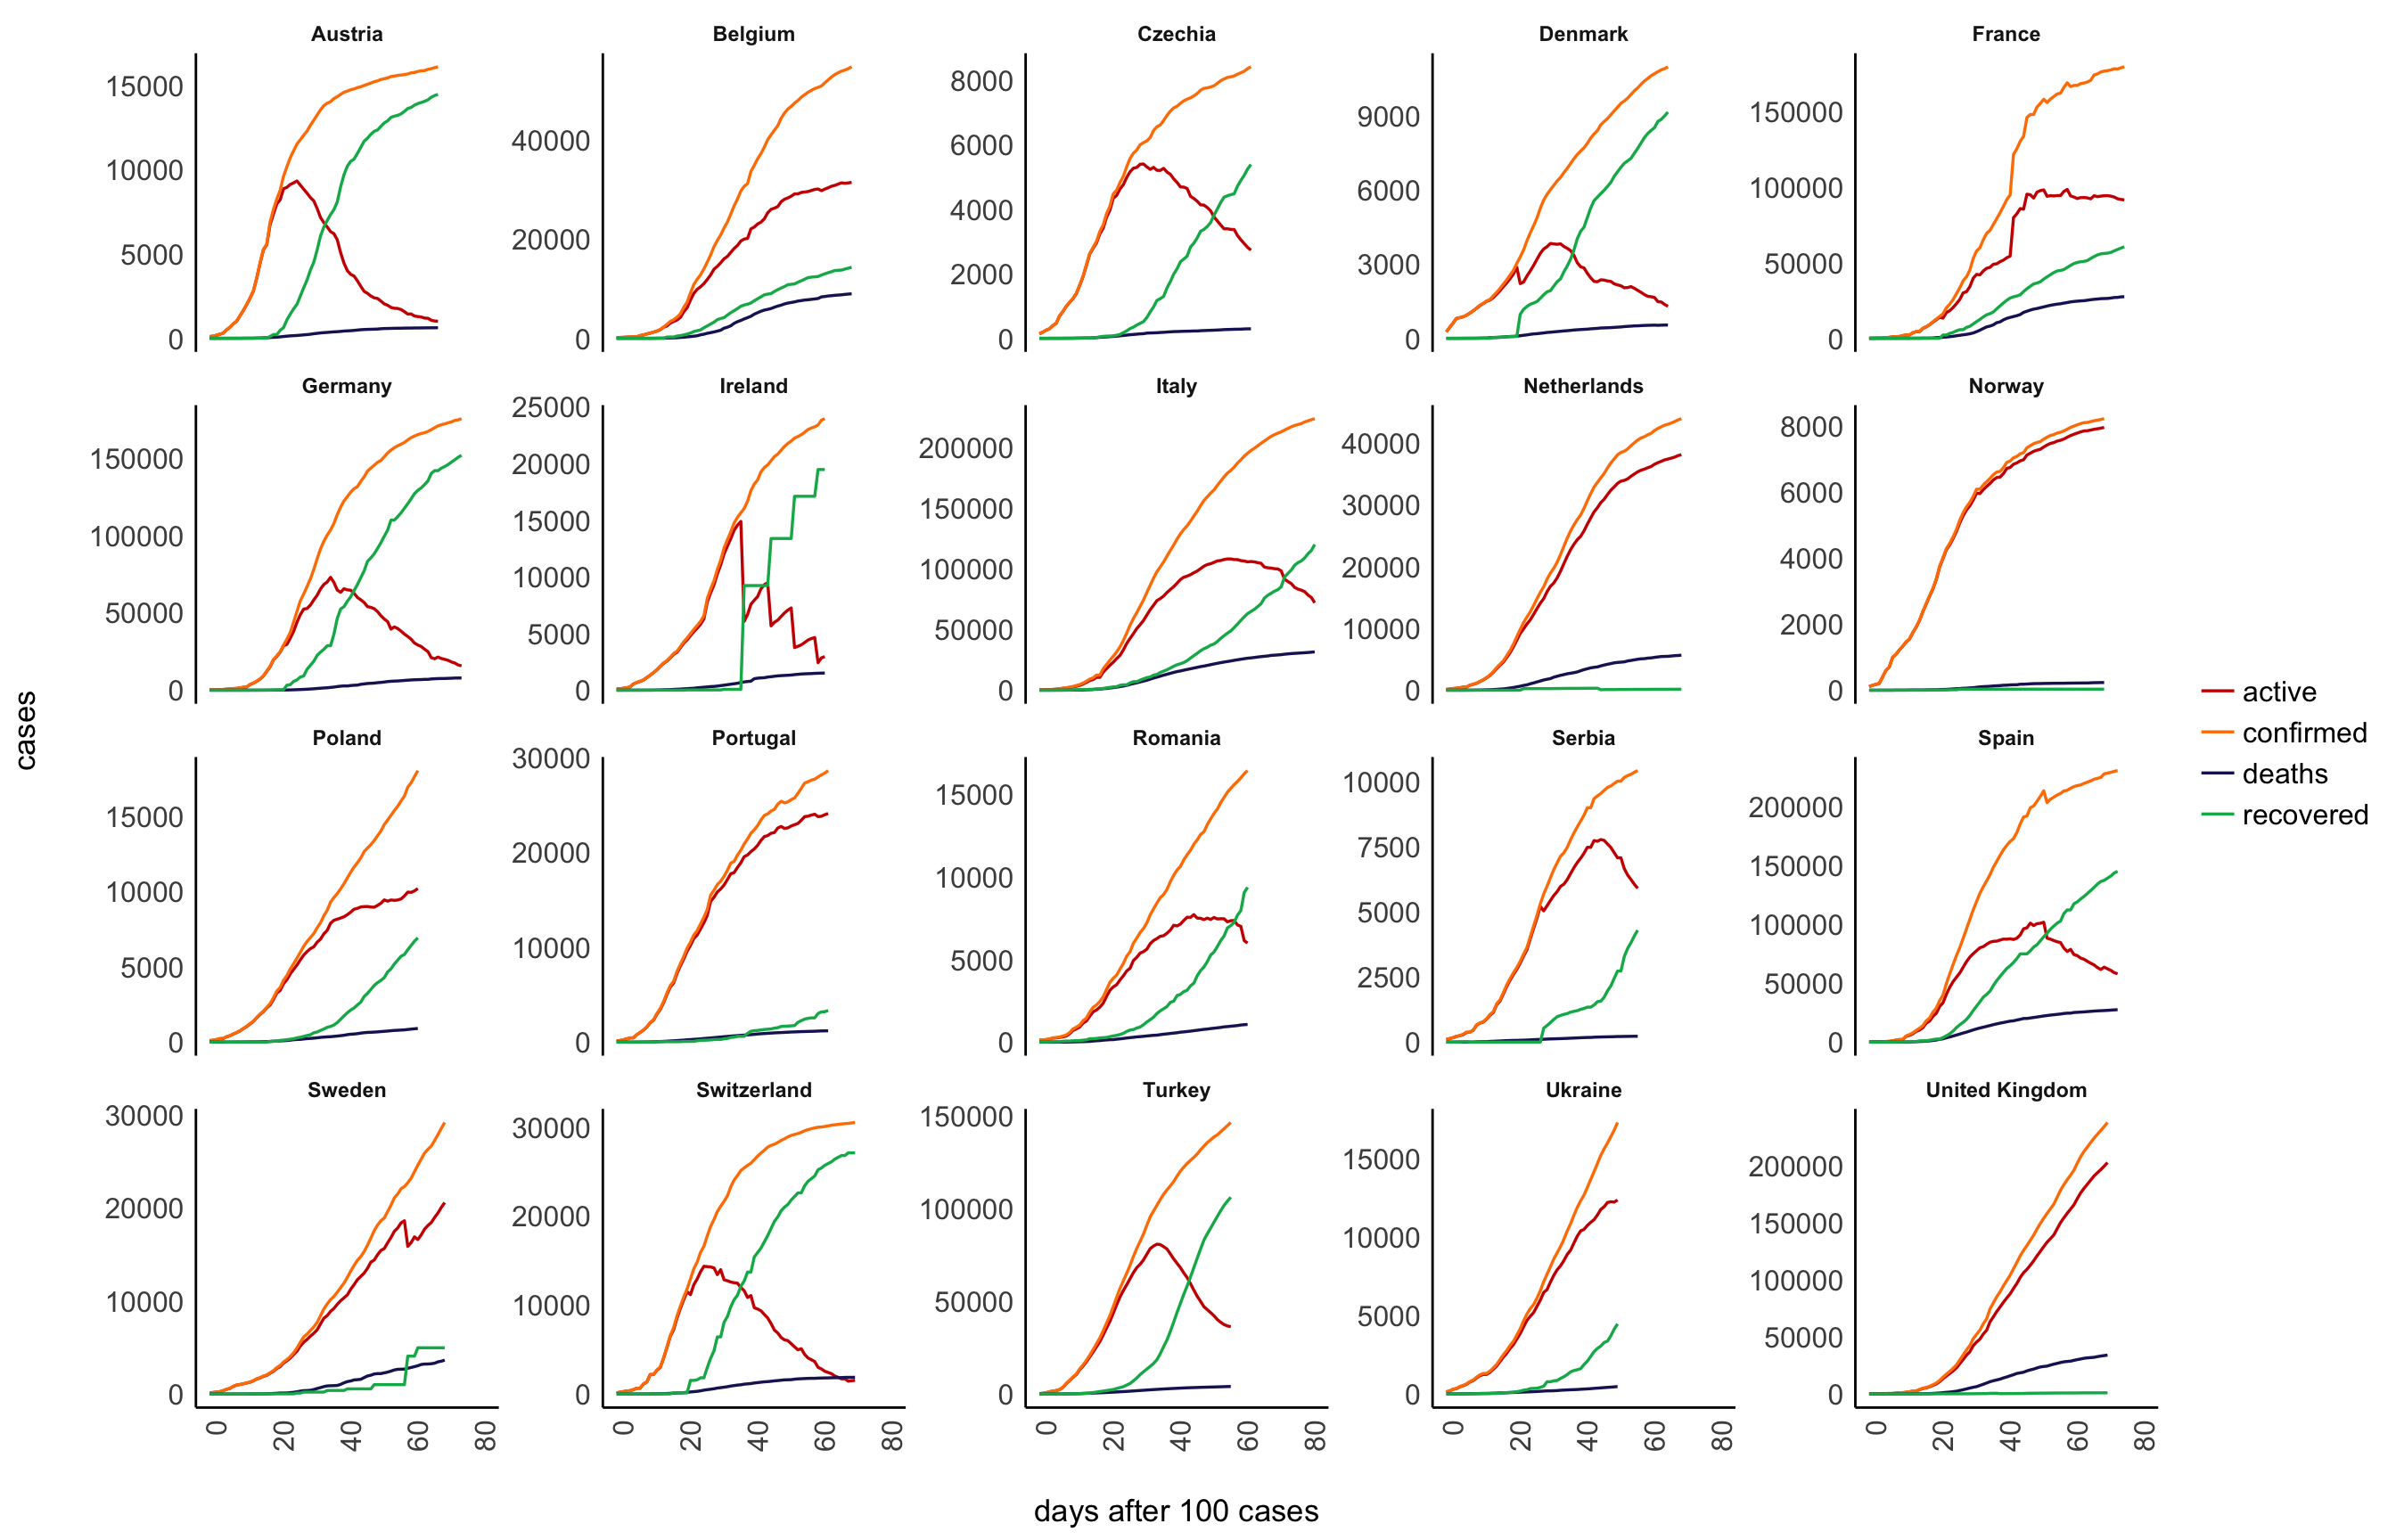 Austria
Belgium
Czechia
Denmark
France
15000
10000
5000
0
40000
20000
0
8000
6000
4000
2000
0
9000
6000
3000
0
150000
100000
50000
0
Germany
Ireland
Italy
Netherlands
Norway
150000
100000
50000
0
25000
20000
15000
10000
5000
0
200000
150000
100000
50000
0
40000
30000
20000
10000
0
8000
6000
4000
2000
0
Poland
Portugal
Romania
Serbia
Spain
15000
10000
5000
0
30000
20000
10000
0
15000
10000
5000
0
10000
7500
5000
2500
0
200000
150000
100000
50000
0
Sweden
Switzerland
Turkey
Ukraine
United Kingdom
30000
20000
10000
0
30000
20000
10000
0
150000
100000
50000
0
15000
10000
5000
0
200000
150000
100000
50000
0
0 20 40 60 80
0 20 40 60 80
0 20 40 60 80
0 20 40 60 80
0 20 40 60 80
days after 100 cases
cases
active
confirmed
deaths
recovered